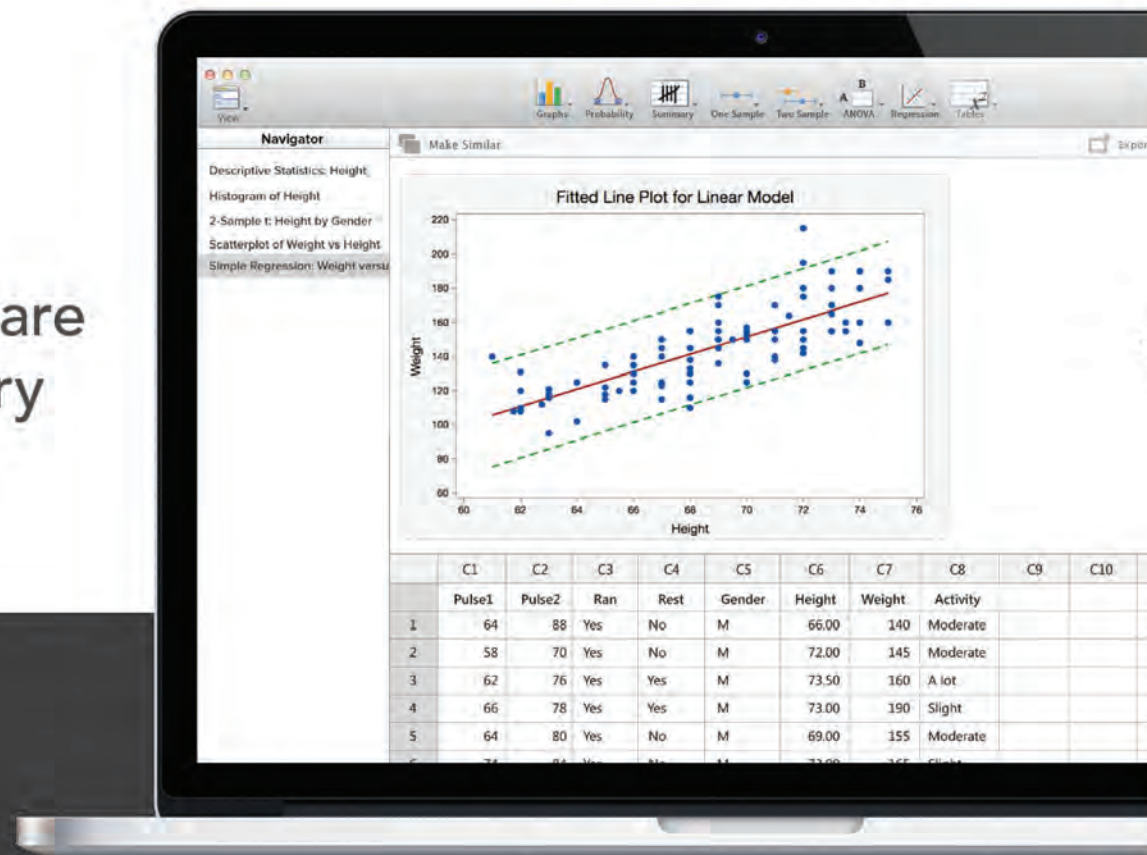 are
ry
View
Graphs Probability Summary One Sample Two Sample A B ANOVA Regression Tables
Navigator
Make Similar
Expor
Descriptive Statistics: Height
Histogram of Height
2-Sample t: Height by Gender
Scatterplot of Weight vs Height
Simple Regression: Weight versu
Fitted Line Plot for Linear Model
220
200
180
160
140
120
100
80
60
Weight
60 62 64 66 68 70 72 74 76
Height
C1 C2 C3 C4 C5 C6 C7 C8 C9 C10
Pulse1 Pulse2 Ran Rest Gender Height Weight Activity
1 64 88 Yes No M 66.00 140 Moderate
2 58 70 Yes No M 72.00 145 Moderate
3 62 76 Yes Yes M 73.50 160 A lot
4 66 78 Yes Yes M 73.00 190 Slight
5 64 80 Yes No M 69.00 155 Moderate